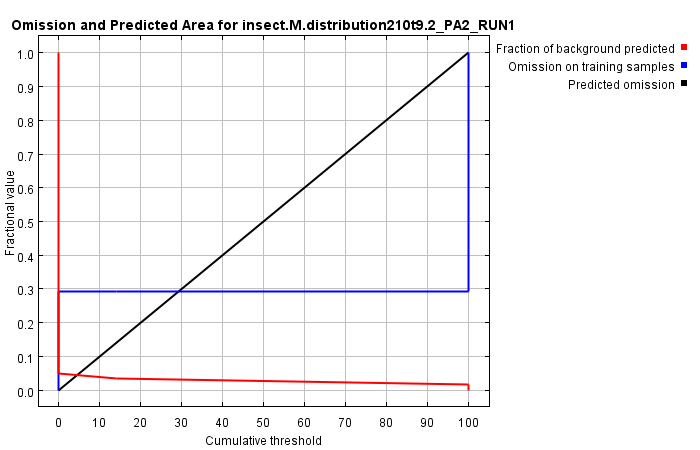 Omission and Predicted Area for insect.M.distribution210t9.2_PA2_RUN1
Fraction of background predicted
Omission on training samples
Predicted omission
Fractional value
1.0
0.9
0.8
0.7
0.6
0.5
0.4
0.3
0.2
0.1
0.0
0 10 20 30 40 50 60 70 80 90 100
Cumulative threshold